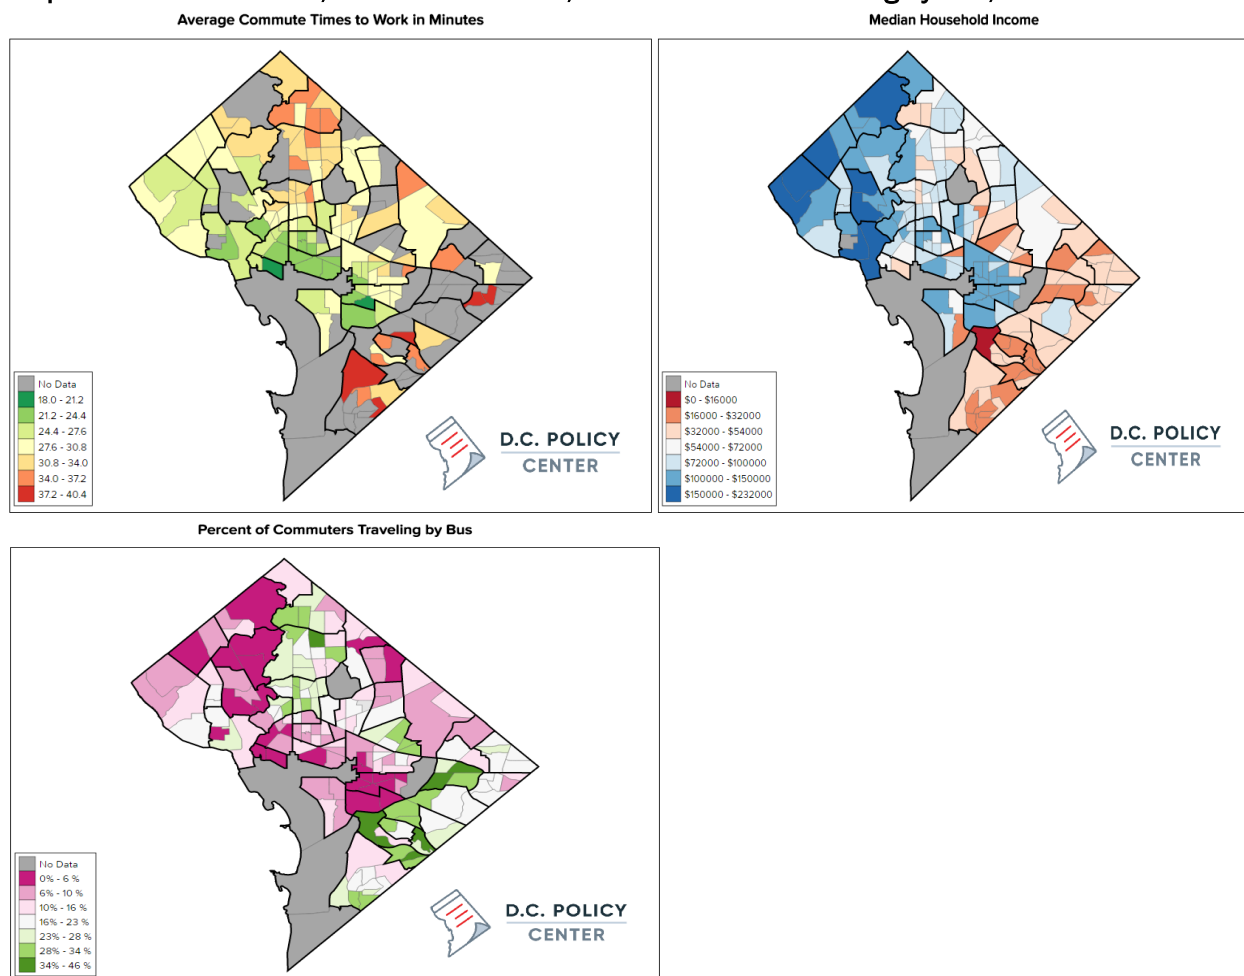 Average Commute Times to Work in Minutes
No Data
18.0 - 21.2
21.2 - 24.4
24.4 - 27.6
27.6 - 30.8
30.8 - 34.0
34.0 - 37.2
37.2 - 40.4
D.C. POLICY
CENTER
Median Household Income
No Data
$0 - $16000
$16000 - $32000
$32000 - $54000
$54000 - $72000
$72000 - $100000
$100000 - $150000
$150000 - $232000
D.C. POLICY
CENTER
Percent of Commuters Traveling by Bus
No Data
0% - 6 %
6% - 10 %
10% - 16 %
16% - 23 %
23% - 28 %
28% - 34 %
34% - 46 %
D.C. POLICY
CENTER